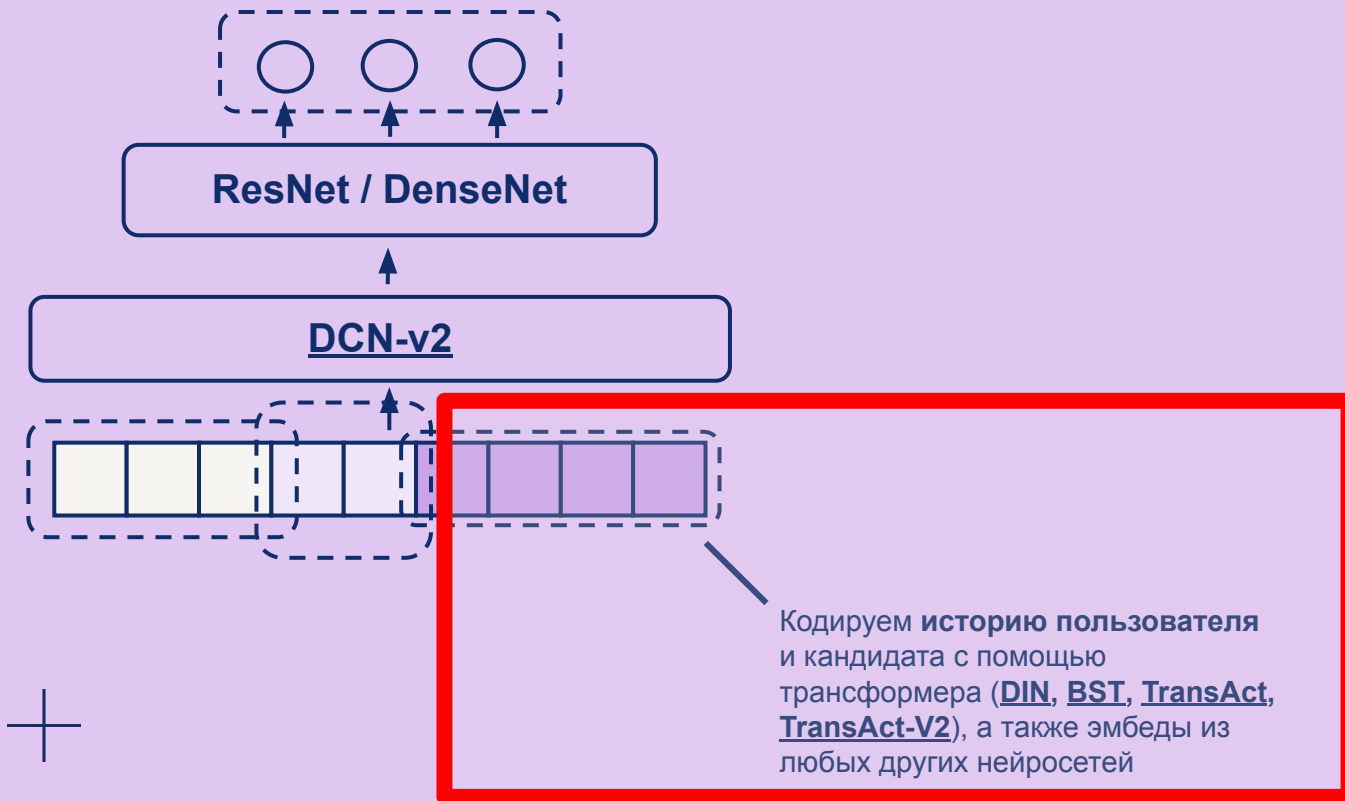 ResNet / DenseNet
DCN-v2
Кодируем историю пользователя
и кандидата с помощью
трансформера (DIN, BST, TransAct,
TransAct-V2), а также эмбеды из
любых других нейросетей